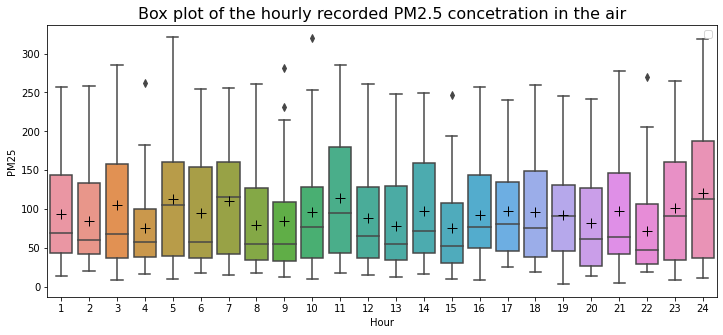 Box plot of the hourly recorded PM2.5 concetration in the air
PM25
300
250
200
150
100
50
0
1 2 3 4 5 6 7 8 9 10 11 12 13 14 15 16 17 18 19 20 21 22 23 24
Hour